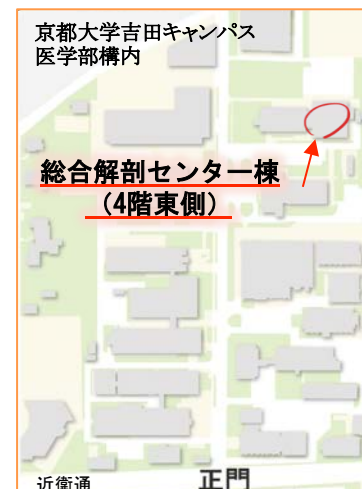 京都大学吉田キャンパス
医学部構内
総合解剖センター棟
（4階東側）
近衛通
正門